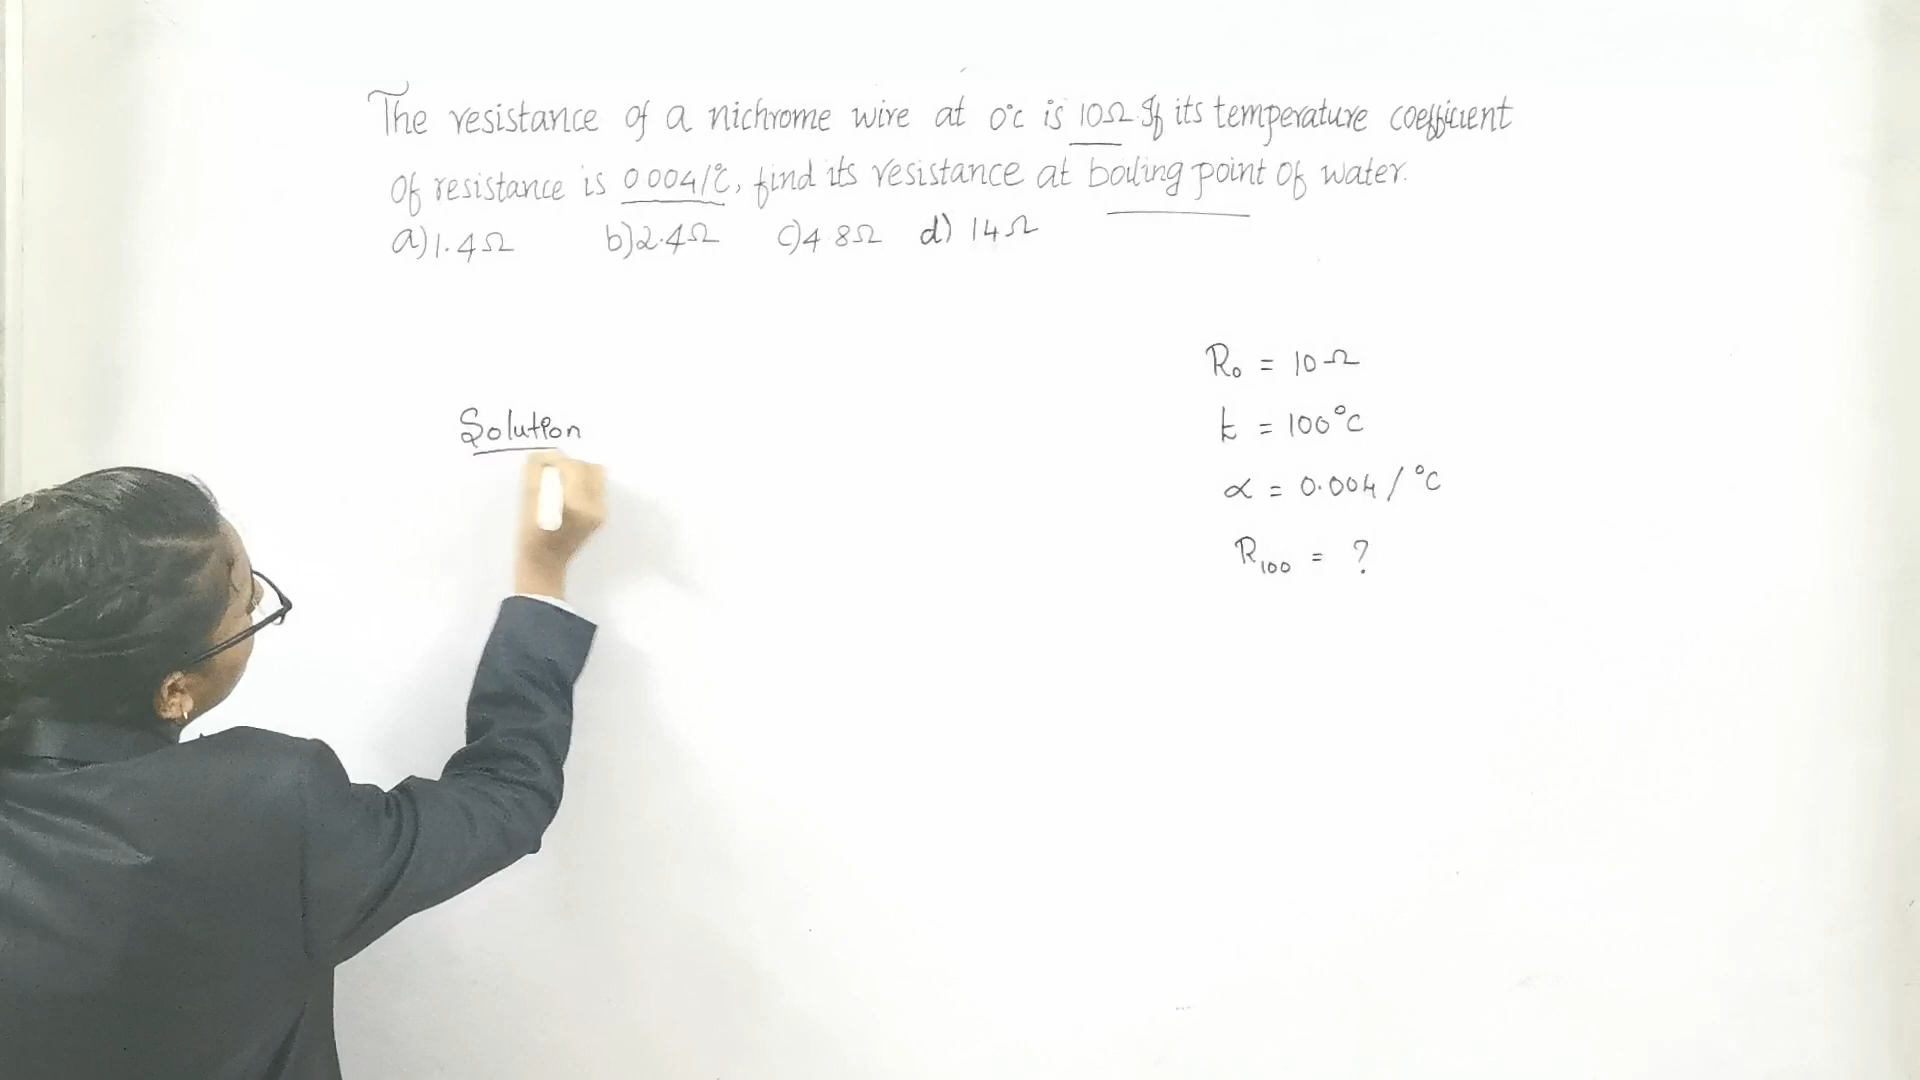 The resistance of a nichrome wire at 0°c is 10Ω. If its temperature coefficient
of resistance is 0.004/°C, find its resistance at boiling point of water.
a) 1.4Ω b) 2.4Ω c) 4.8Ω d) 14Ω
R₀ = 10Ω
t = 100°C
Solution
α = 0.004 / °C
R₁₀₀ = ?